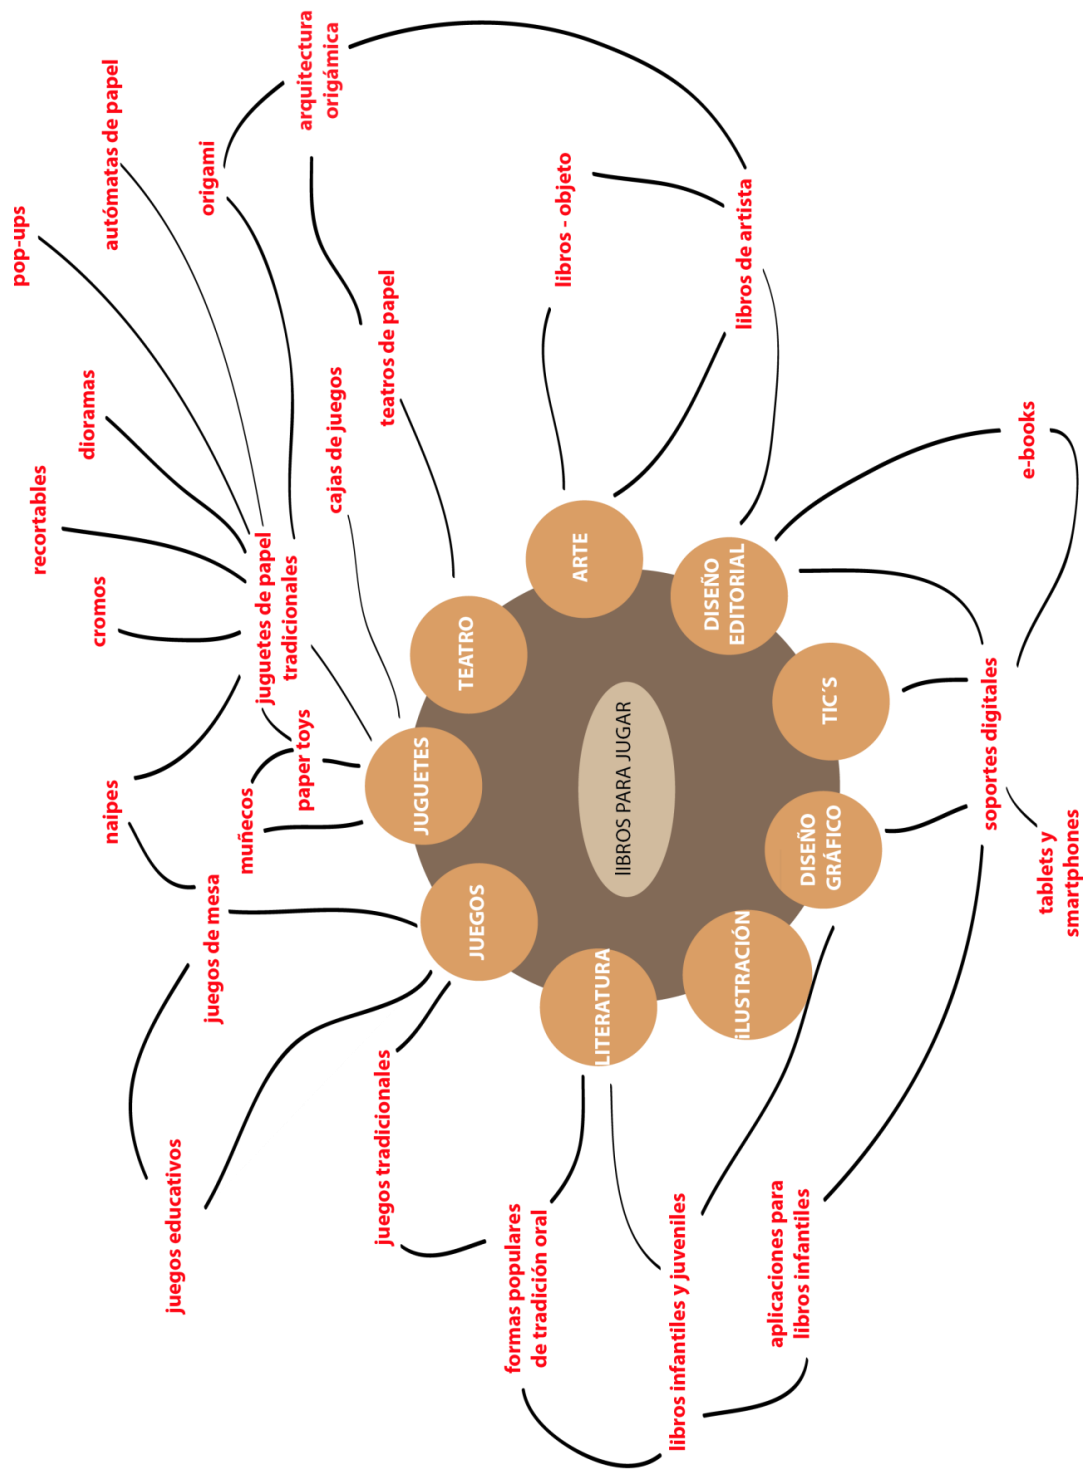 pop-ups
recortables
dioramas
cromos
naipes
autómatas de papel
juegos educativos
origami
juegos de mesa
muñecos
juguetes de papel
tradicionales
paper toys
arquitectura
origámica
cajas de juegos
juegos tradicionales
teatros de papel
JUGUETES
TEATRO
JUEGOS
formas populares
de tradición oral
libros - objeto
ARTE
LITERATURA
lIBROS PARA JUGAR
libros infantiles y juveniles
DISEÑO
EDITORIAL
libros de artista
iLUSTRACIÓN
aplicaciones para
libros infantiles
DISEÑO
GRÁFICO
TIC´S
soportes digitales
e-books
tablets y
smartphones